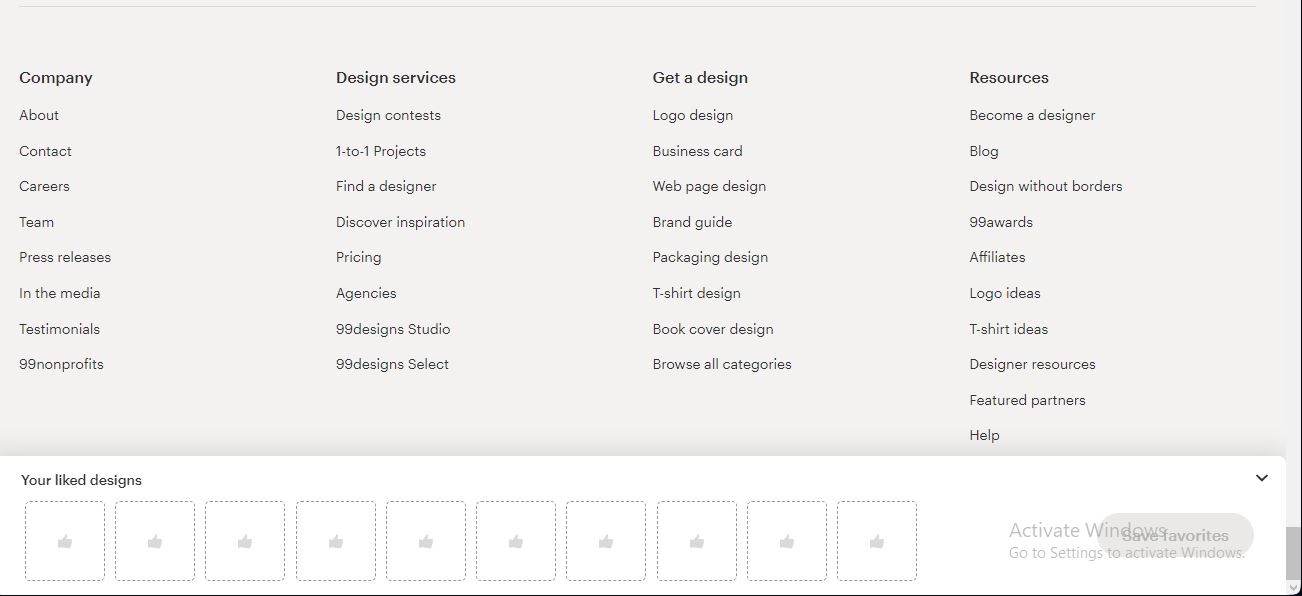 Company
About
Contact
Careers
Team
Press releases
In the media
Testimonials
99nonprofits
Design services
Design contests
1-to-1 Projects
Find a designer
Discover inspiration
Pricing
Agencies
99designs Studio
99designs Select
Get a design
Logo design
Business card
Web page design
Brand guide
Packaging design
T-shirt design
Book cover design
Browse all categories
Resources
Become a designer
Blog
Design without borders
99awards
Affiliates
Logo ideas
T-shirt ideas
Designer resources
Featured partners
Help
Your liked designs
Save favorites
Activate Windows
Go to Settings to activate Windows.